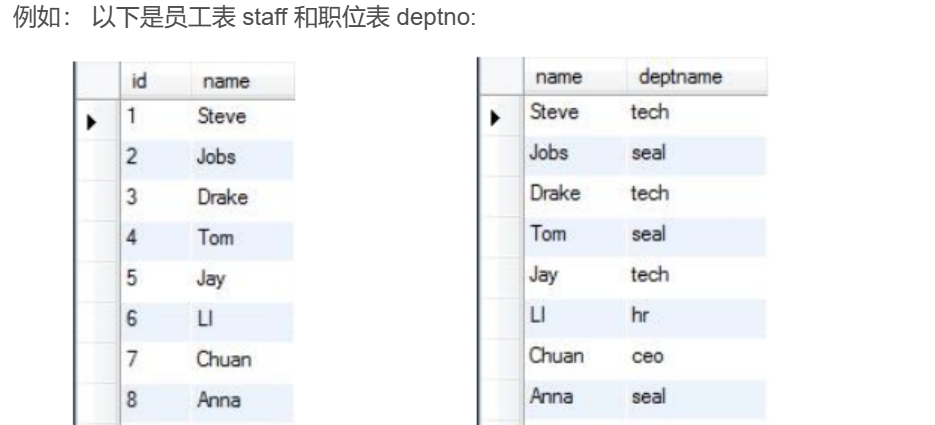 例如： 以下是员工表 staff 和职位表 deptno:
id name
1 Steve
2 Jobs
3 Drake
4 Tom
5 Jay
6 LI
7 Chuan
8 Anna
name deptname
Steve tech
Jobs seal
Drake tech
Tom seal
Jay tech
LI hr
Chuan ceo
Anna seal